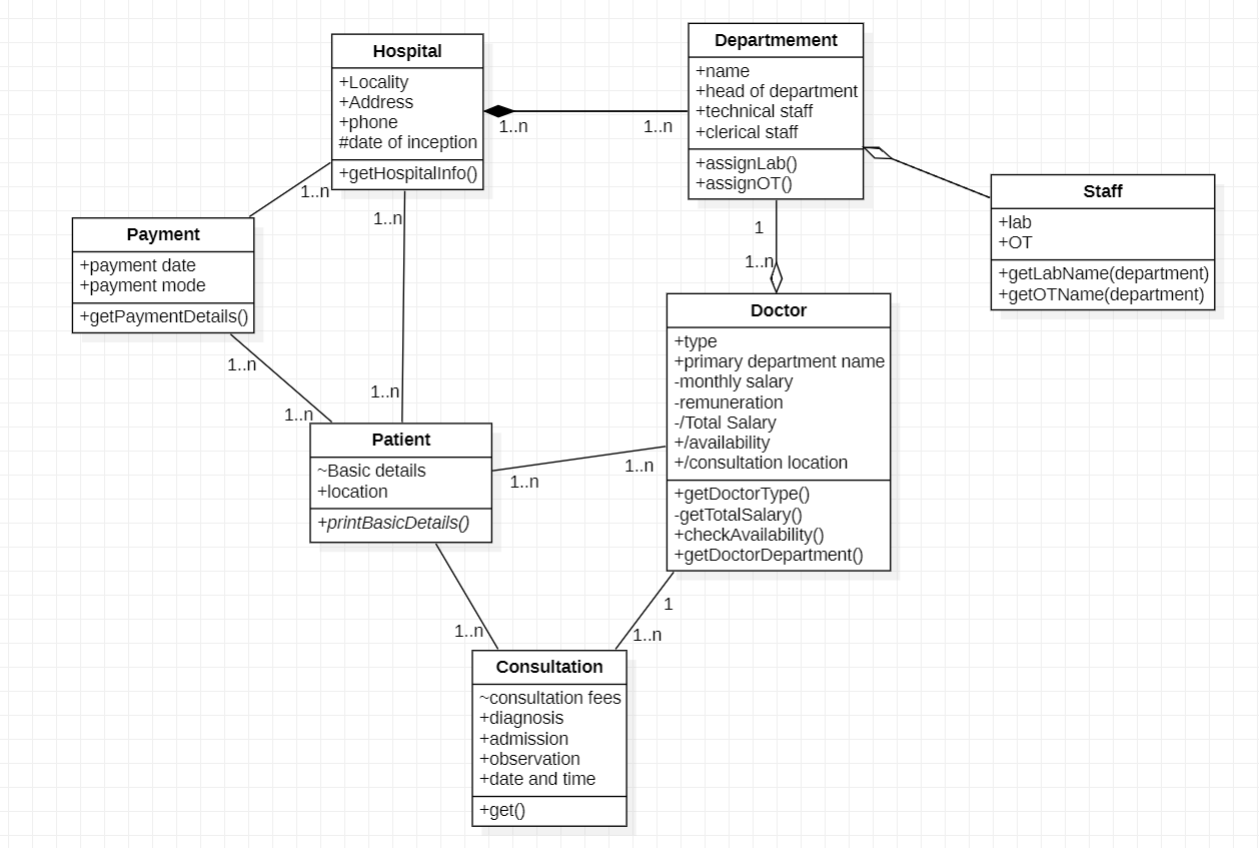 Hospital
+Locality
+Address
+phone
#date of inception
+getHospitalInfo()
1..n
1..n
Departmement
+name
+head of department
+technical staff
+clerical staff
+assignLab()
+assignOT()
Staff
+lab
+OT
+getLabName(department)
+getOTName(department)
1..n
1..n
Payment
+payment date
+payment mode
+getPaymentDetails()
1
1..n
1..n
1..n
1..n
Doctor
+type
+primary department name
-monthly salary
-remuneration
-/Total Salary
+/availability
+/consultation location
+getDoctorType()
-getTotalSalary()
+checkAvailability()
+getDoctorDepartment()
Patient
~Basic details
+location
+printBasicDetails()
1..n
1..n
1
1..n
1..n
Consultation
~consultation fees
+diagnosis
+admission
+observation
+date and time
+get()